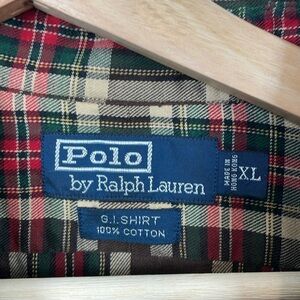 Polo
by Ralph Lauren
MADE IN
HONG KONG
XL
G.I.SHIRT
100% COTTON